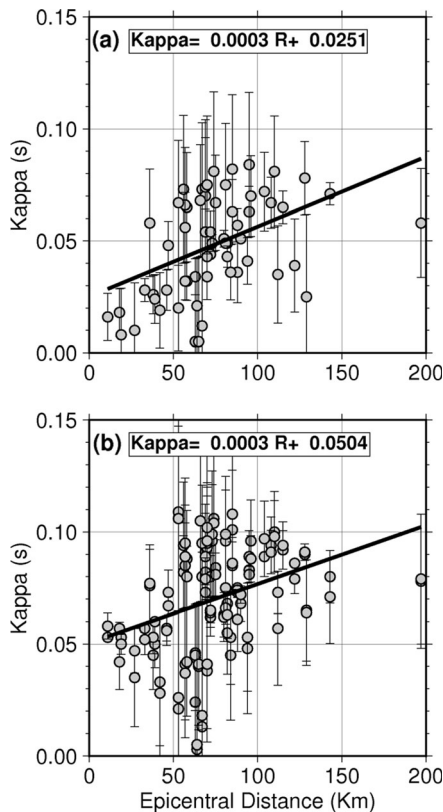 0.15
(a) Kappa= 0.0003 R+ 0.0251
0.10
Kappa (s)
0.05
0.00
0 50 100 150 200
0.15
(b) Kappa= 0.0003 R+ 0.0504
0.10
Kappa (s)
0.05
0.00
0 50 100 150 200
Epicentral Distance (Km)